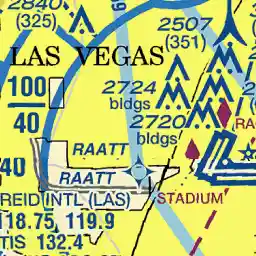 2840
(325)
2507
(351)
LAS VEGAS
100
40
2724
bldgs
2720
bldgs
RAATT
40
RAATT
STADIUM
REID INTL (LAS)
18.75 119.9
TIS 132.4